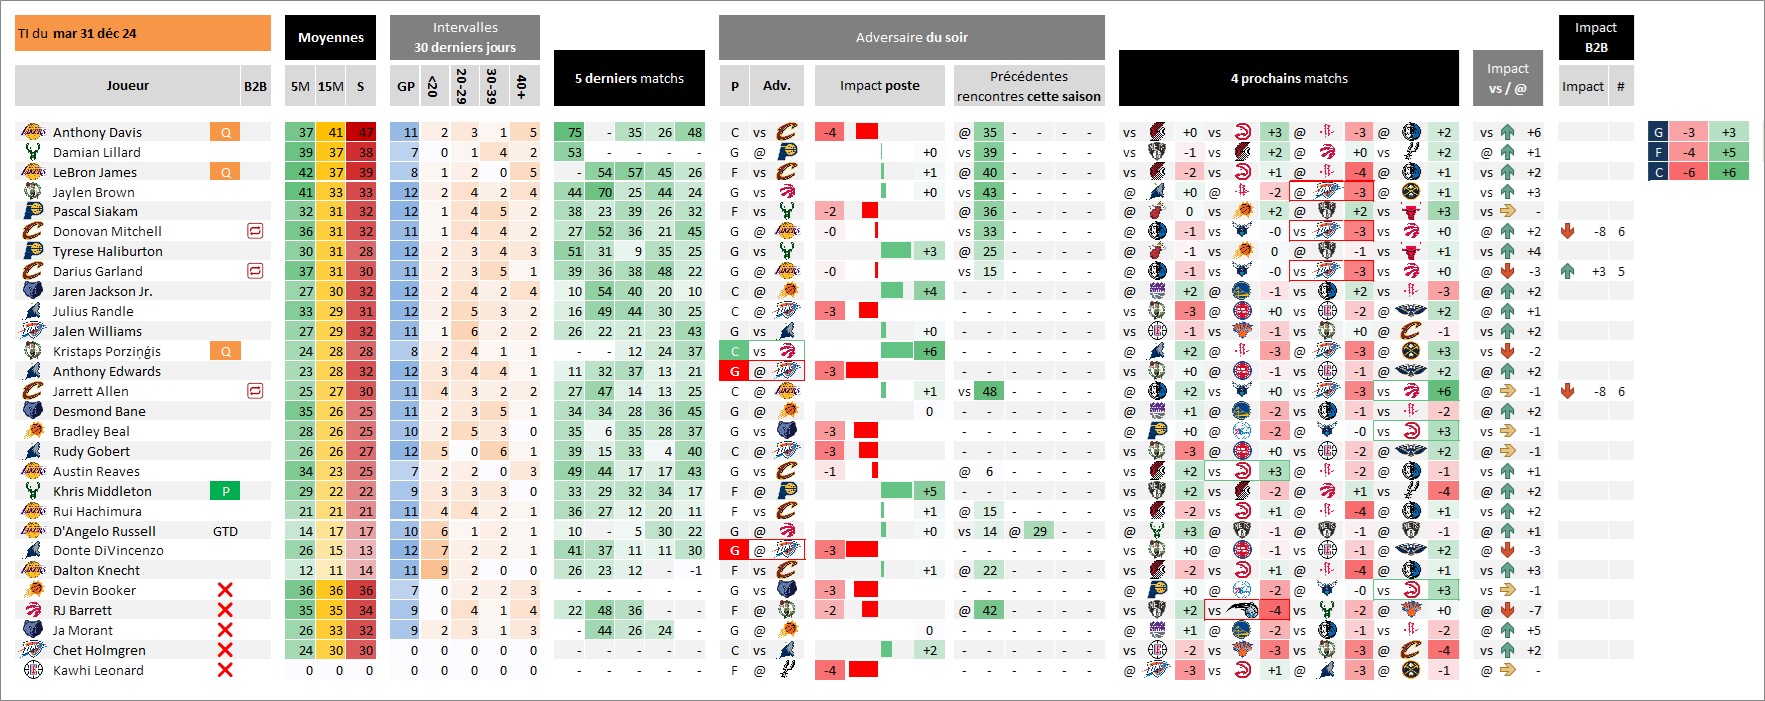 TI du mar 31 déc 24
Moyennes
Intervalles
30 derniers jours
5 derniers matchs
Adversaire du soir
4 prochains matchs
Impact
vs / @
Impact
B2B
Joueur B2B 5M 15M S GP <20 20-29 30-39 40+ P Adv. Impact poste Précédentes rencontres cette saison Impact #
Anthony Davis Q 37 41 47 11 2 3 1 5 75 - 35 26 48 C vs -4 @ 35 - - - - vs +0 vs +3 @ -3 @ +2 vs +6
Damian Lillard 39 37 38 7 0 1 4 2 53 - - - - G @ +0 vs 39 - - - - vs -1 vs +2 @ +0 vs +2 @ +1
LeBron James Q 42 37 39 8 1 2 0 5 - 54 57 45 26 F vs +1 @ 40 - - - - vs -2 vs +1 @ -4 @ +1 vs +2
Jaylen Brown 41 33 33 12 2 4 2 4 44 70 25 44 24 G vs +0 vs 43 - - - - @ +0 @ -2 @ -3 @ +1 vs +3
Pascal Siakam 32 31 32 12 1 4 5 2 38 23 39 26 32 F vs -2 @ 36 - - - - @ 0 vs +2 @ +2 vs +3 vs -
Donovan Mitchell 36 31 32 11 1 4 4 2 27 52 36 21 45 G @ -0 vs 33 - - - - @ -1 vs -0 vs -3 vs +0 @ +2 -8 6
Tyrese Haliburton 30 31 28 12 2 3 4 3 51 31 9 35 25 G vs +3 @ 25 - - - - @ -1 vs 0 @ -1 vs +1 vs +4
Darius Garland 37 31 30 11 2 3 5 1 39 36 38 48 22 G @ -0 vs 15 - - - - @ -1 vs -0 vs -3 vs +0 @ -3 +3 5
Jaren Jackson Jr. 27 30 32 12 2 4 2 4 10 54 40 20 10 C @ +4 - - - - - @ +2 @ -1 vs +2 vs -3 @ +2
Julius Randle 33 29 31 12 2 5 3 2 16 49 44 30 25 C @ -3 - - - - - vs -3 @ +0 vs -2 @ +2 @ +1
Jalen Williams 27 29 32 11 1 6 2 2 26 22 21 23 43 G vs +0 - - - - - vs -1 vs -1 vs +0 @ -1 vs +2
Kristaps Porziņģis Q 24 28 28 8 2 4 1 1 - - 12 24 37 C vs +6 - - - - - @ +2 @ -3 @ -3 @ +3 vs -2
Anthony Edwards 23 28 32 12 3 4 4 1 11 32 37 13 21 G @ -3 - - - - - vs +0 @ -1 vs -1 @ +2 @ +2
Jarrett Allen 25 27 30 11 4 3 2 2 27 47 14 13 25 C @ +1 vs 48 - - - - @ +2 vs +0 vs -3 vs +6 @ -1 -8 6
Desmond Bane 35 26 25 11 2 3 5 1 34 34 28 36 45 G @ 0 - - - - - @ +1 @ -2 vs -1 vs -2 @ +2
Bradley Beal 28 26 25 10 2 5 3 0 35 6 35 28 37 G vs -3 - - - - - @ +0 @ -2 @ -0 vs +3 vs -1
Rudy Gobert 26 26 27 12 5 0 6 1 39 15 33 4 40 C @ -3 - - - - - vs -3 @ +0 vs -2 @ +2 @ -1
Austin Reaves 34 23 25 7 2 2 0 3 49 44 17 17 43 G vs -1 @ 6 - - - - vs +2 vs +3 @ -2 @ -1 vs +1
Khris Middleton P 29 22 22 9 3 3 3 0 33 29 32 34 17 F @ +5 - - - - - vs +2 vs -2 @ +1 vs -4 @ +2
Rui Hachimura 21 21 21 11 4 4 2 1 36 27 12 20 11 F vs +1 @ 15 - - - - vs -2 vs +1 @ -4 @ +1 vs +2
D'Angelo Russell GTD 14 17 17 10 6 1 2 1 10 - 5 30 22 G @ +0 vs 14 @ 29 - - - @ +3 @ -1 vs -1 @ -1 @ +1
Donte DiVincenzo 26 15 13 12 7 2 2 1 41 37 11 11 30 G @ -3 - - - - - vs +0 @ -1 vs -1 @ +2 @ -3
Dalton Knecht 12 11 14 11 9 2 0 0 26 23 12 - -1 F vs +1 @ 22 - - - - vs -2 vs +1 @ -4 @ +1 vs +3
Devin Booker 36 36 36 7 0 2 2 3 - - - - - G vs -3 - - - - - @ +0 @ -2 @ -0 vs +3 vs -1
RJ Barrett 35 35 34 9 0 4 1 4 22 48 36 - - F @ -2 @ 42 - - - - vs +2 vs -4 vs -2 @ +0 @ -7
Ja Morant 26 33 32 9 2 3 1 3 - 44 26 24 - G @ 0 - - - - - @ +1 @ -2 vs -1 vs -2 @ +5
Chet Holmgren 24 30 30 0 0 0 0 0 - - - - - C vs +2 - - - - - vs -2 vs -3 vs -3 @ -4 vs +2
Kawhi Leonard 0 0 0 0 0 0 0 0 - - - - - F @ -4 - - - - - @ -3 vs +1 @ -3 @ -1 @ -
G -3 +3
F -4 +5
C -6 +6